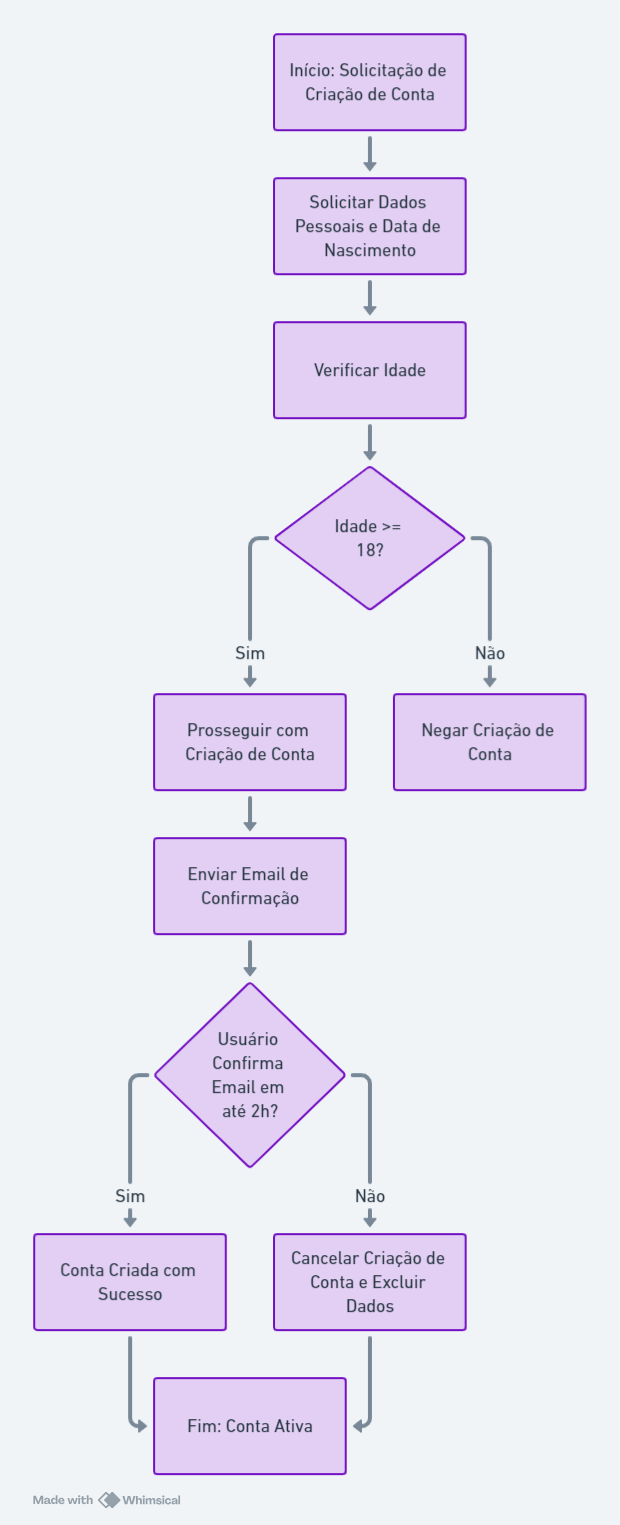 Início: Solicitação de
Criação de Conta
Solicitar Dados
Pessoais e Data de
Nascimento
Verificar Idade
Idade >=
18?
Sim
Não
Prosseguir com
Criação de Conta
Negar Criação de
Conta
Enviar Email de
Confirmação
Usuário
Confirma
Email em
até 2h?
Sim
Não
Conta Criada com
Sucesso
Cancelar Criação de
Conta e Excluir
Dados
Fim: Conta Ativa
Made with Whimsical